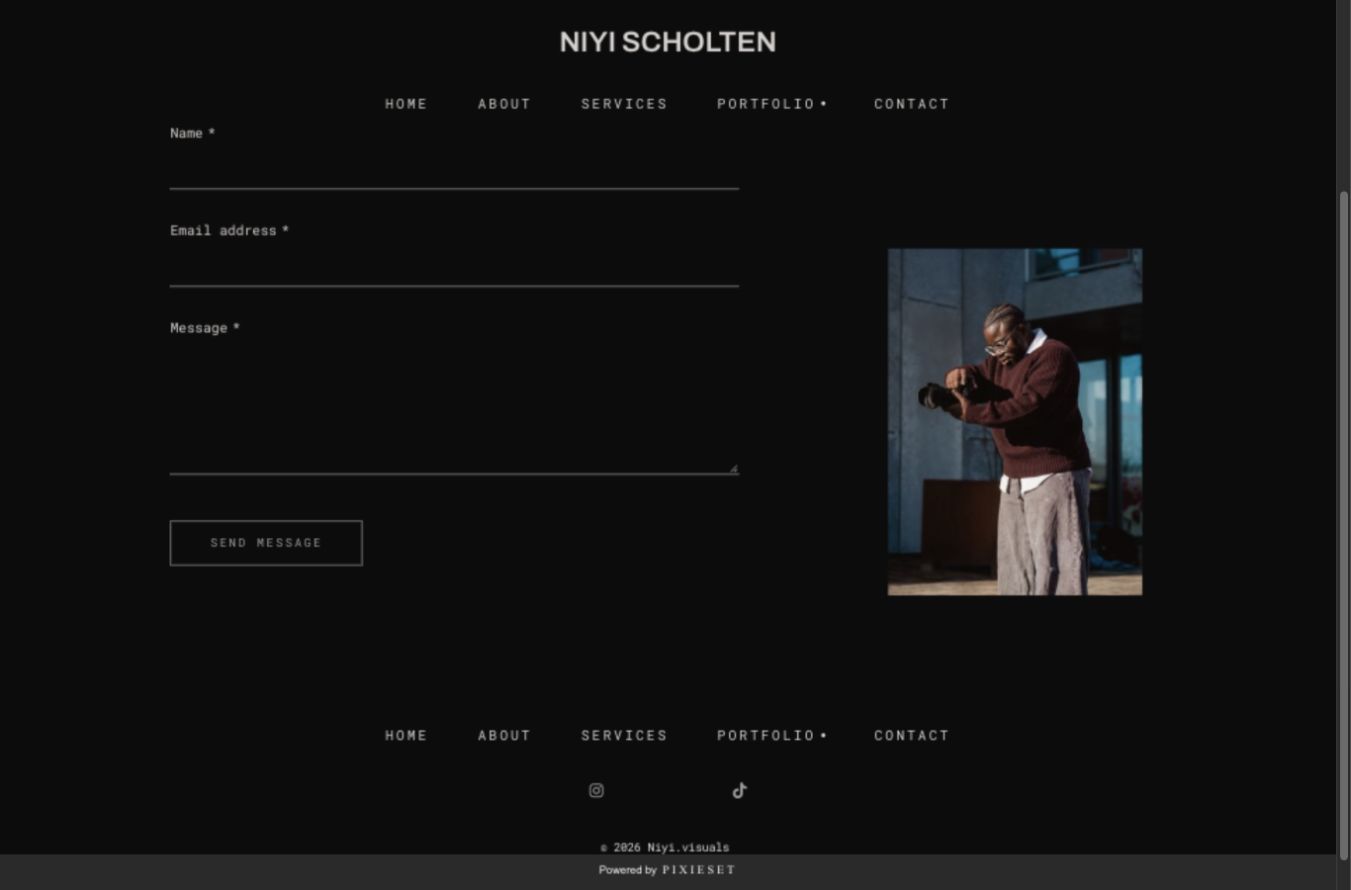 NIYI SCHOLTEN
HOME ABOUT SERVICES PORTFOLIO • CONTACT
Name *
Email address *
Message *
SEND MESSAGE
HOME ABOUT SERVICES PORTFOLIO • CONTACT
© 2026 Niyi.visuals
Powered by PIXIESET